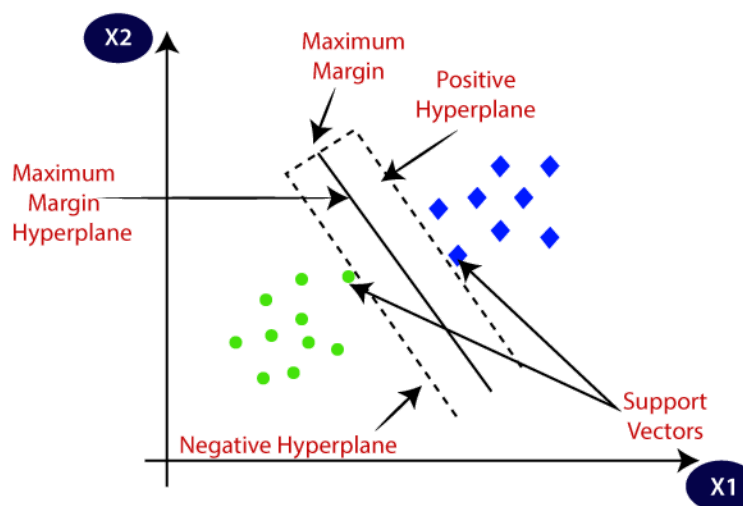 X2
Maximum
Margin
Positive
Hyperplane
Maximum
Margin
Hyperplane
Support
Vectors
Negative Hyperplane
X1